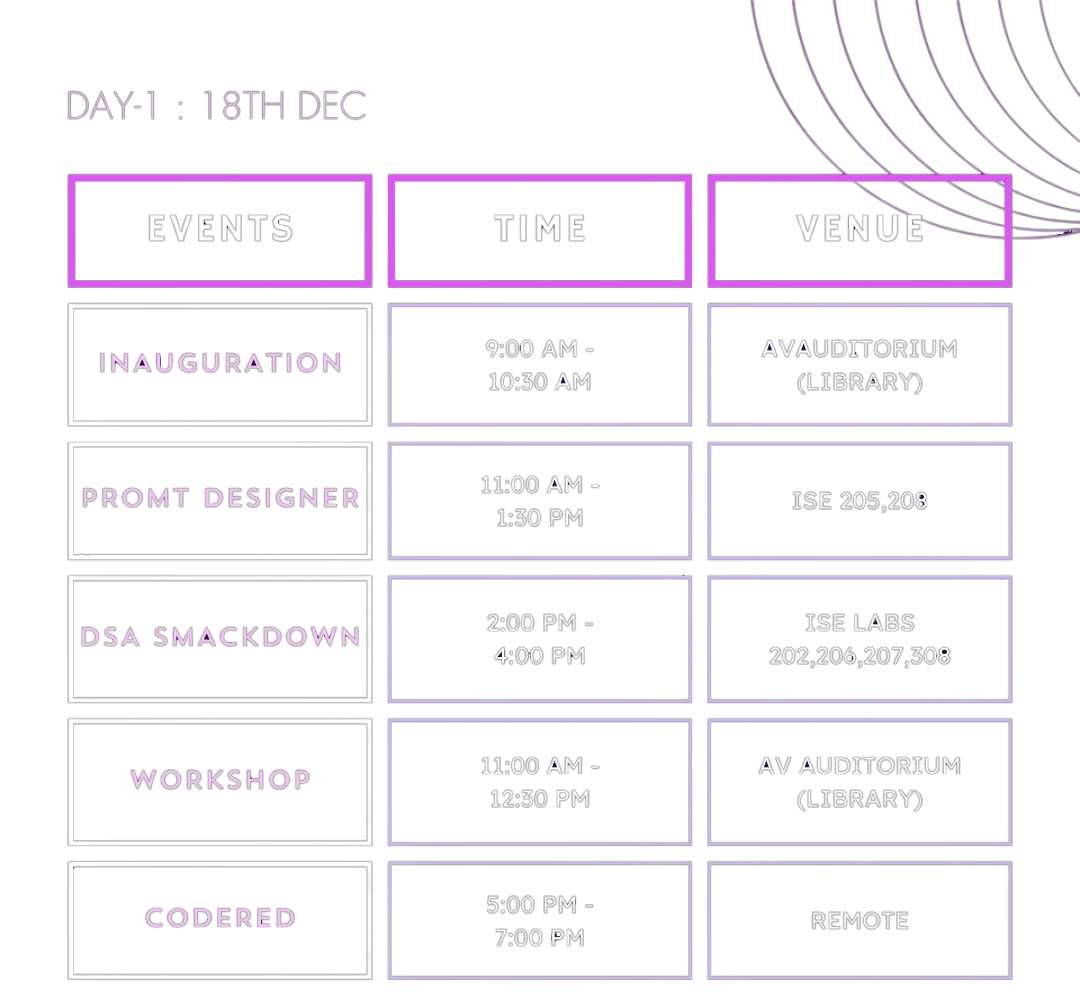 DAY-1 : 18TH DEC
EVENTS TIME VENUE
INAUGURATION
9:00 AM -
10:30 AM
AVAUDITORIUM
(LIBRARY)
PROMT DESIGNER
11:00 AM -
1:30 PM
ISE 205,208
DSA SMACKDOWN
2:00 PM -
4:00 PM
ISE LABS
202,206,207,308
WORKSHOP
11:00 AM -
12:30 PM
AV AUDITORIUM
(LIBRARY)
CODERED
5:00 PM -
7:00 PM
REMOTE